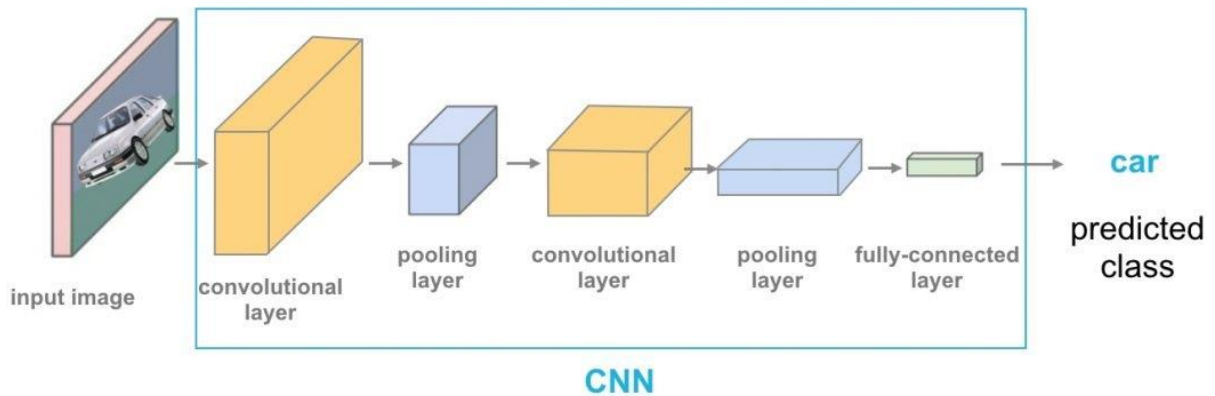 input image
convolutional
layer
pooling
layer
convolutional
layer
pooling
layer
fully-connected
layer
car
predicted
class
CNN